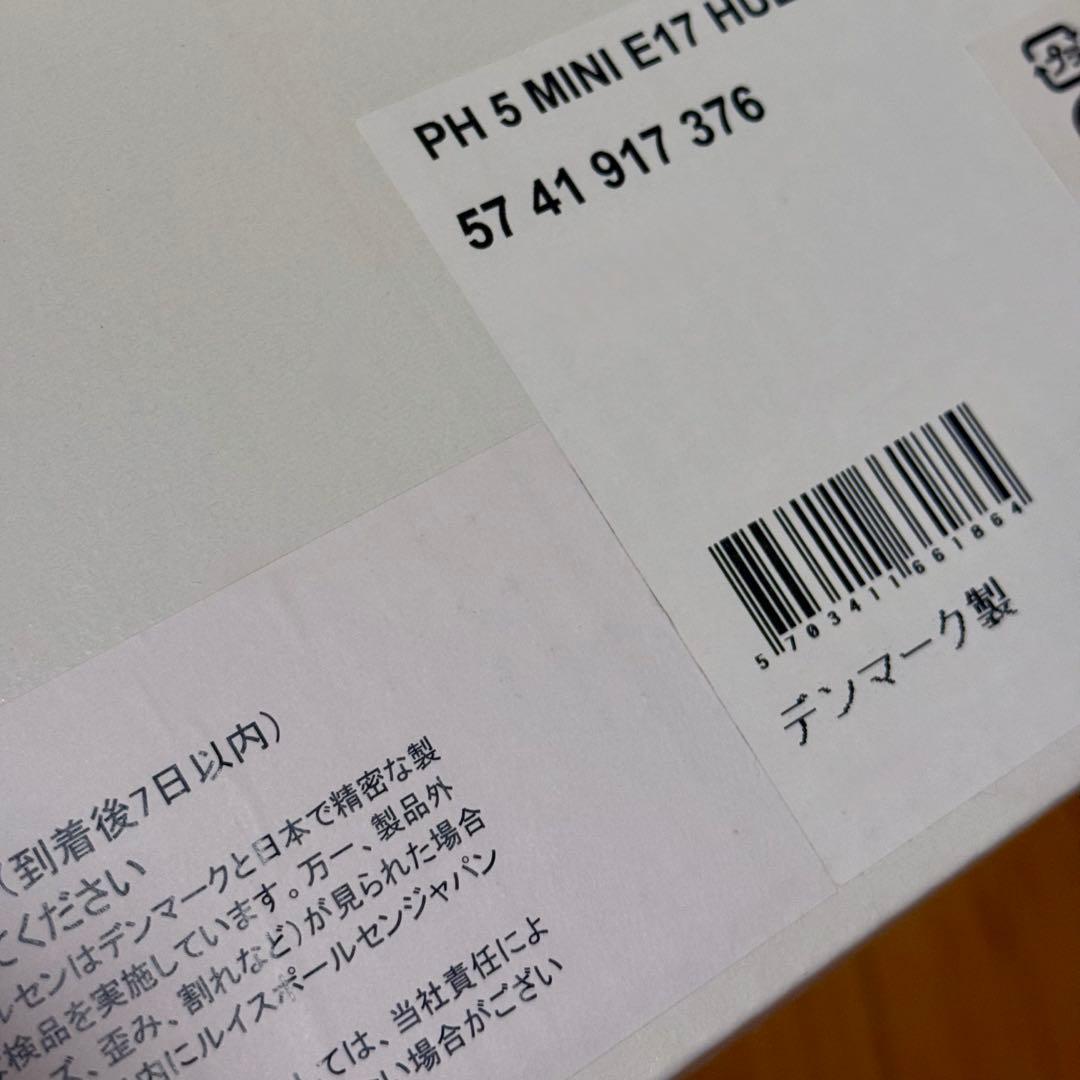 PH 5 MINI E17 HUE
57 41 917 376
5703411661864
デンマーク製
(到着後7日以内)
ください
ルセンはデンマークと日本で精密な製
検品を実施しています。万一、製品外
ズ、歪み、割れなど)が見られた場合
内にルイスポールセンジャパン
しては、当社責任によ
い場合がござい